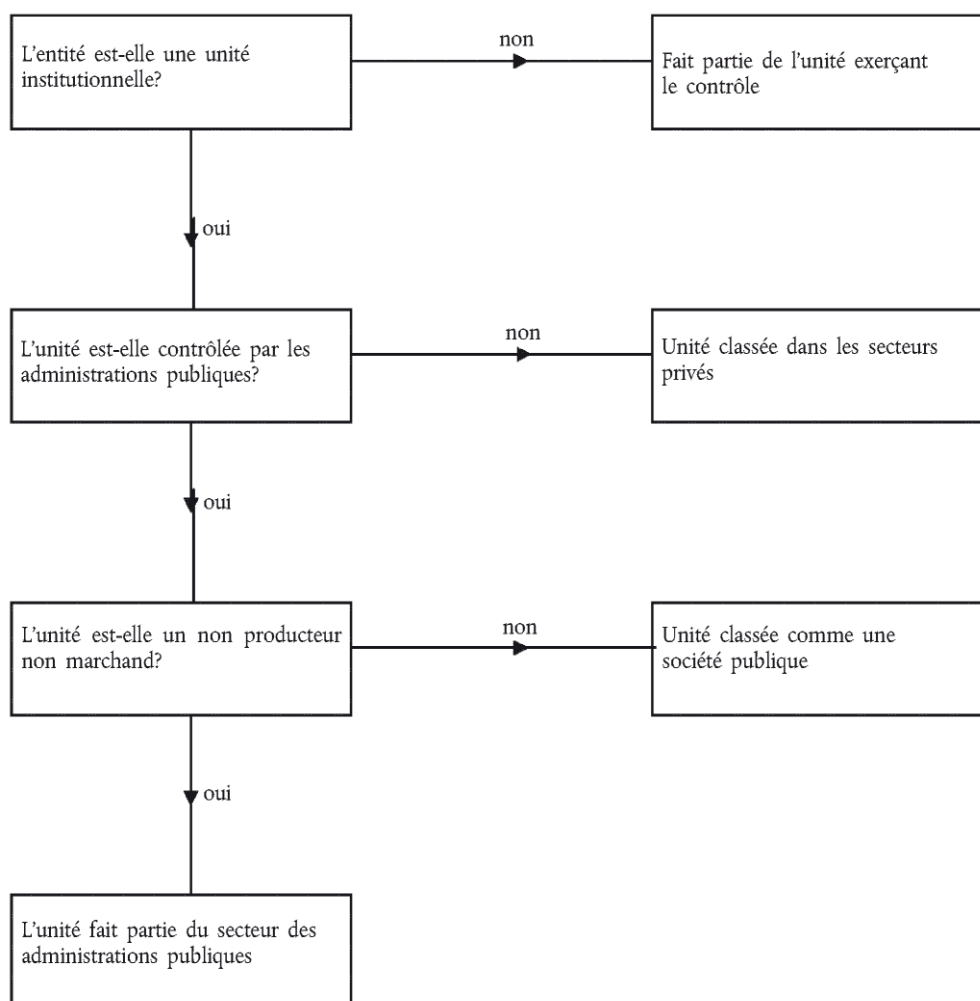 L'entité est-elle une unité
institutionnelle?
non
Fait partie de l'unité exerçant
le contrôle
oui
L'unité est-elle contrôlée par les
administrations publiques?
non
Unité classée dans les secteurs
privés
oui
L'unité est-elle un non producteur
non marchand?
non
Unité classée comme une
société publique
oui
L'unité fait partie du secteur des
administrations publiques